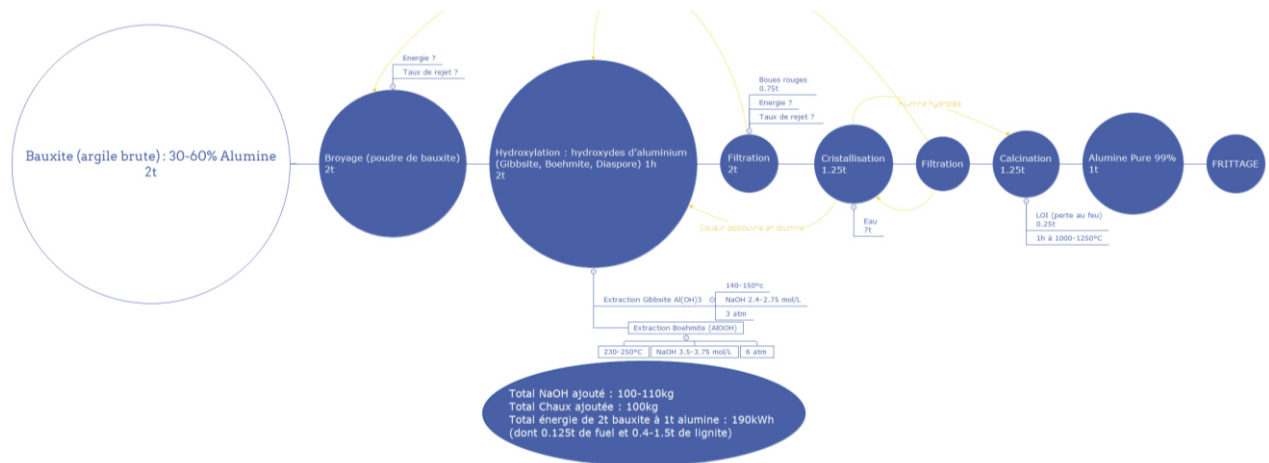 Bauxite (argile brute) : 30-60% Alumine
2t
Energie ?
Taux de rejet ?
Broyage (poudre de bauxite)
2t
Hydroxylation : hydroxydes d'aluminium
(Gibbsite, Boehmite, Diaspore) 1h
2t
Extraction Gibbsite Al(OH)3
140-150°c
NaOH 2.4-2.75 mol/L
3 atm
Extraction Boehmite (AlOOH)
230-250°C
NaOH 3.5-3.75 mol/L
6 atm
Boues rouges
0.75t
Energie ?
Taux de rejet ?
Filtration
2t
Liqueur appauvrie en alumine
Cristallisation
1.25t
Eau
7t
Alumine hydratée
Filtration
Calcination
1.25t
LOI (perte au feu)
0.25t
1h à 1000-1250°C
Alumine Pure 99%
1t
FRITTAGE
Total NaOH ajouté : 100-110kg
Total Chaux ajoutée : 100kg
Total énergie de 2t bauxite à 1t alumine : 190kWh
(dont 0.125t de fuel et 0.4-1.5t de lignite)